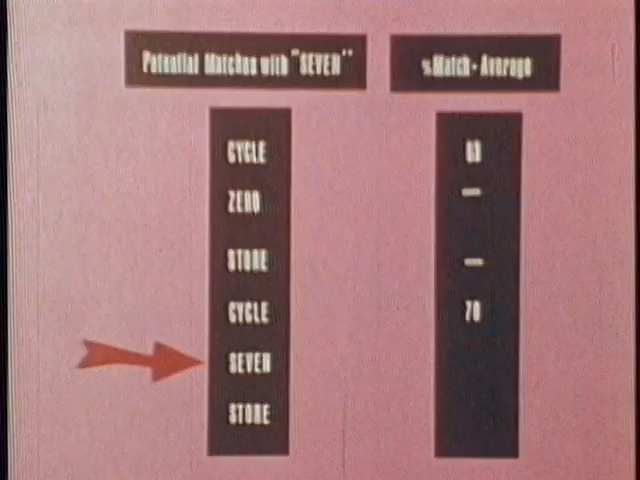 Potential Matches with "SEVEN"
%Match - Average
CYCLE
ZERO —
STORE —
CYCLE 70
SEVEN
STORE